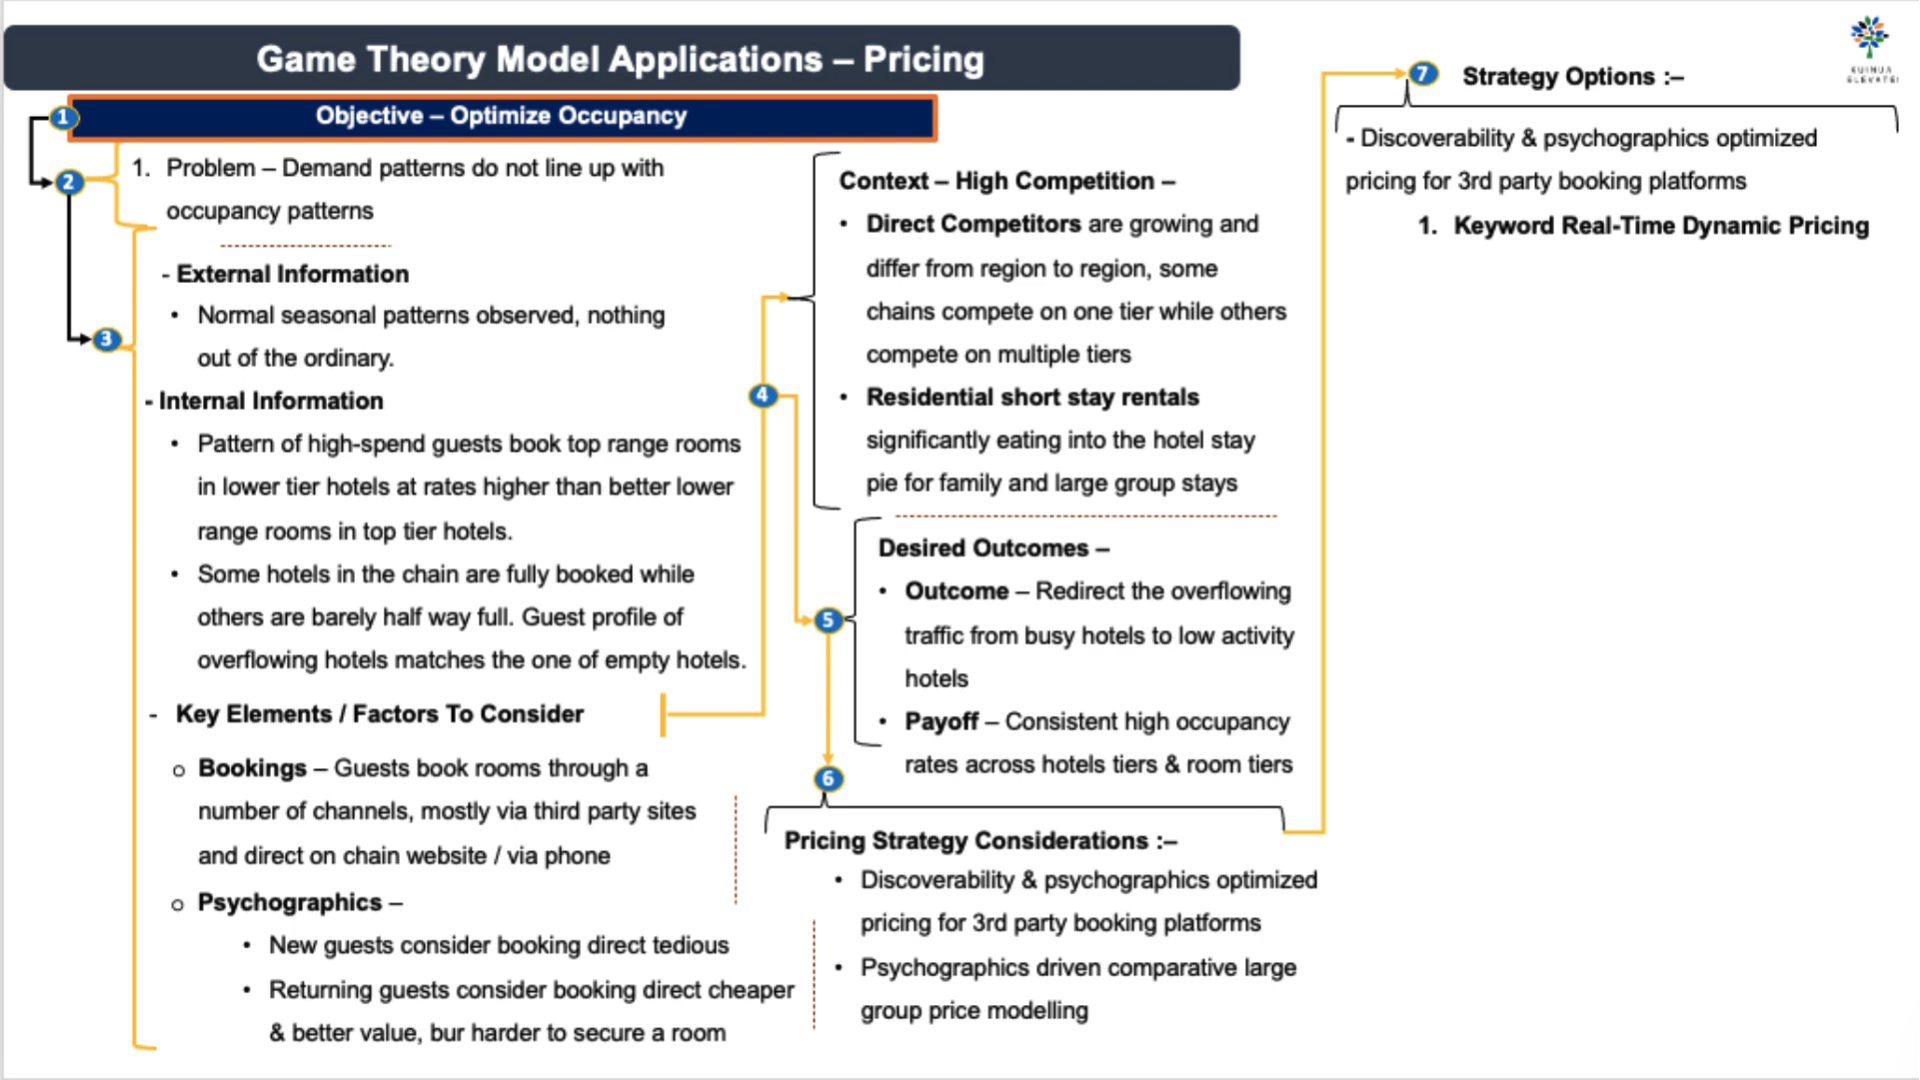 Game Theory Model Applications – Pricing
1
Objective – Optimize Occupancy
2
1. Problem – Demand patterns do not line up with
occupancy patterns
3
- External Information
• Normal seasonal patterns observed, nothing
out of the ordinary.
- Internal Information
• Pattern of high-spend guests book top range rooms
in lower tier hotels at rates higher than better lower
range rooms in top tier hotels.
• Some hotels in the chain are fully booked while
others are barely half way full. Guest profile of
overflowing hotels matches the one of empty hotels.
- Key Elements / Factors To Consider
o Bookings – Guests book rooms through a
number of channels, mostly via third party sites
and direct on chain website / via phone
o Psychographics –
• New guests consider booking direct tedious
• Returning guests consider booking direct cheaper
& better value, bur harder to secure a room
4
Context – High Competition –
• Direct Competitors are growing and
differ from region to region, some
chains compete on one tier while others
compete on multiple tiers
• Residential short stay rentals
significantly eating into the hotel stay
pie for family and large group stays
5
Desired Outcomes –
• Outcome – Redirect the overflowing
traffic from busy hotels to low activity
hotels
• Payoff – Consistent high occupancy
rates across hotels tiers & room tiers
6
Pricing Strategy Considerations :–
• Discoverability & psychographics optimized
pricing for 3rd party booking platforms
• Psychographics driven comparative large
group price modelling
7
Strategy Options :–
- Discoverability & psychographics optimized
pricing for 3rd party booking platforms
1. Keyword Real-Time Dynamic Pricing
KUINUA